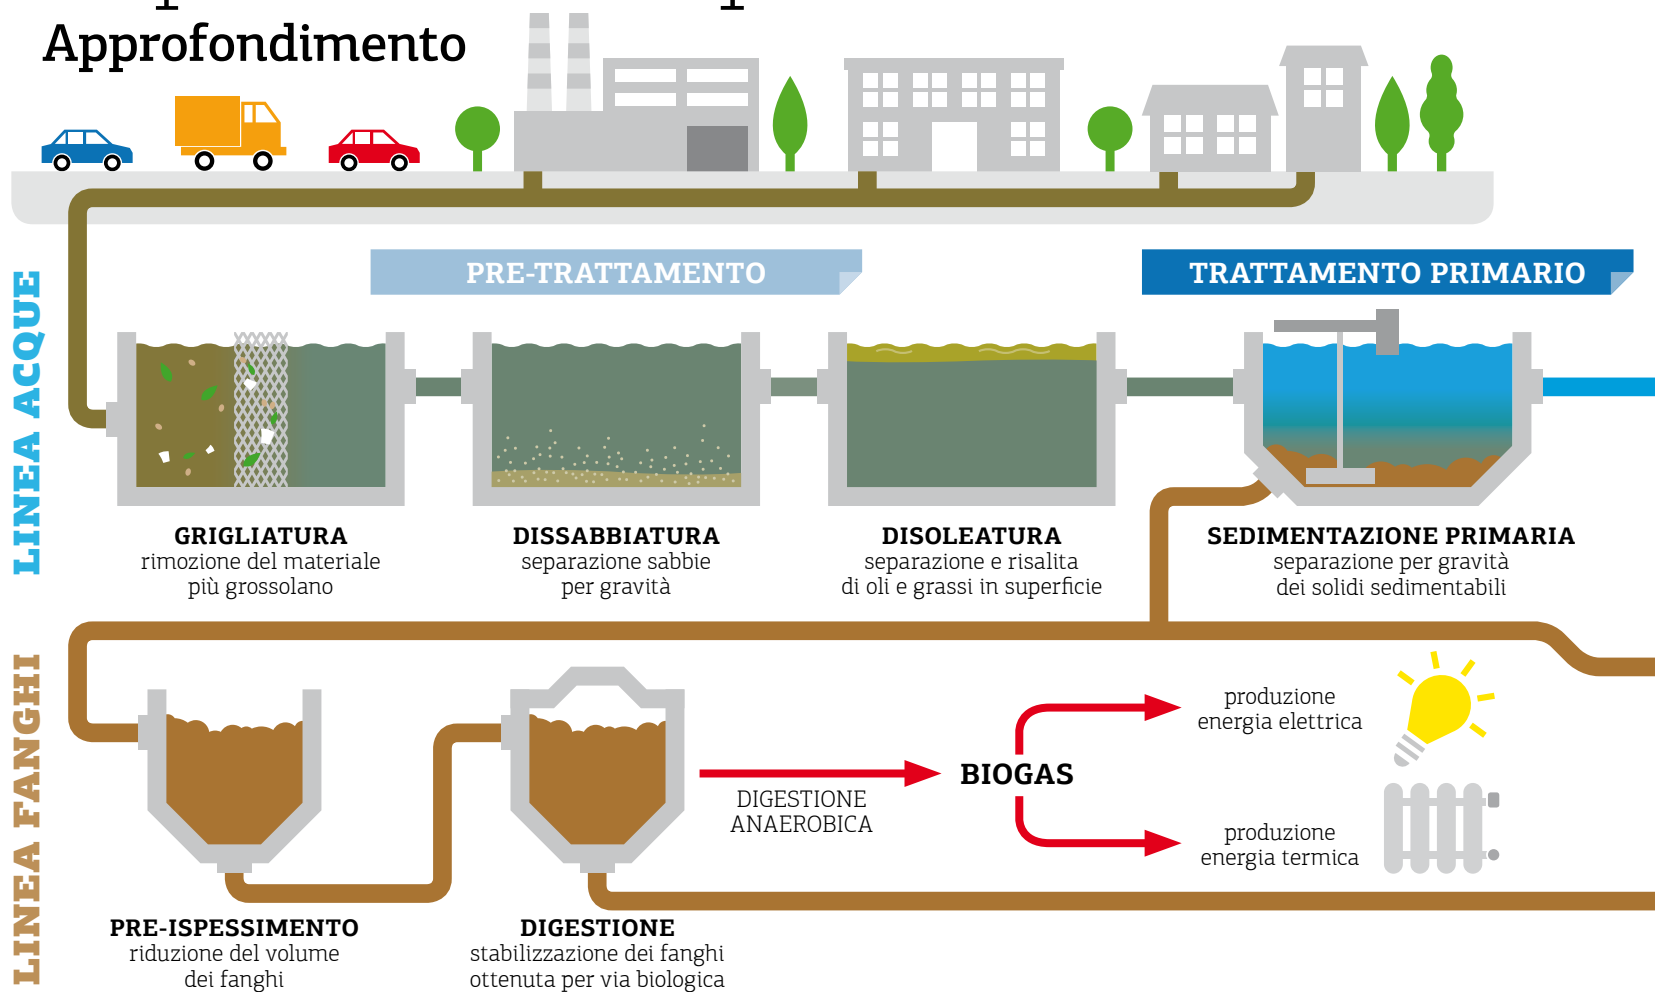 Approfondimento
LINEA ACQUE
PRE-TRATTAMENTO
TRATTAMENTO PRIMARIO
GRIGLIATURA
rimozione del materiale
più grossolano
DISSABBIATURA
separazione sabbie
per gravità
DISOLEATURA
separazione e risalita
di oli e grassi in superficie
SEDIMENTAZIONE PRIMARIA
separazione per gravità
dei solidi sedimentabili
LINEA FANGHI
PRE-ISPESSIMENTO
riduzione del volume
dei fanghi
DIGESTIONE
stabilizzazione dei fanghi
ottenuta per via biologica
DIGESTIONE
ANAEROBICA
BIOGAS
produzione
energia elettrica
produzione
energia termica